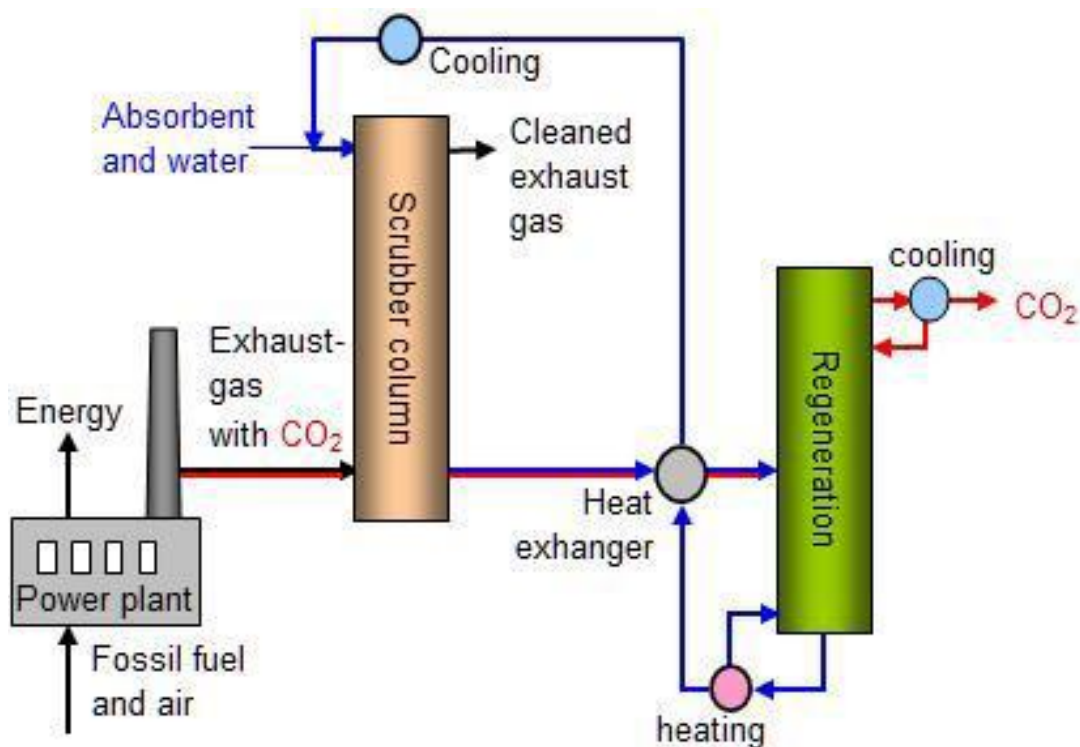 Cooling
Absorbent
and water
Cleaned
exhaust
gas
Scrubber column
cooling
CO₂
Regeneration
Exhaust-
gas
with CO₂
Energy
Heat
exhanger
Power plant
Fossil fuel
and air
heating